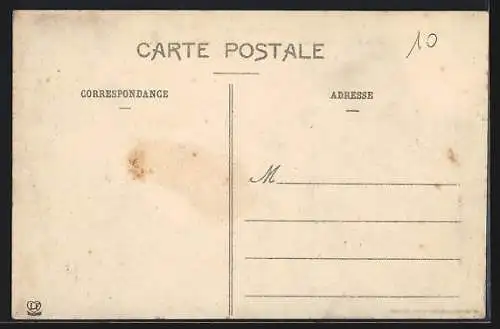 CARTE POSTALE
10
CORRESPONDANCE
ADRESSE
M